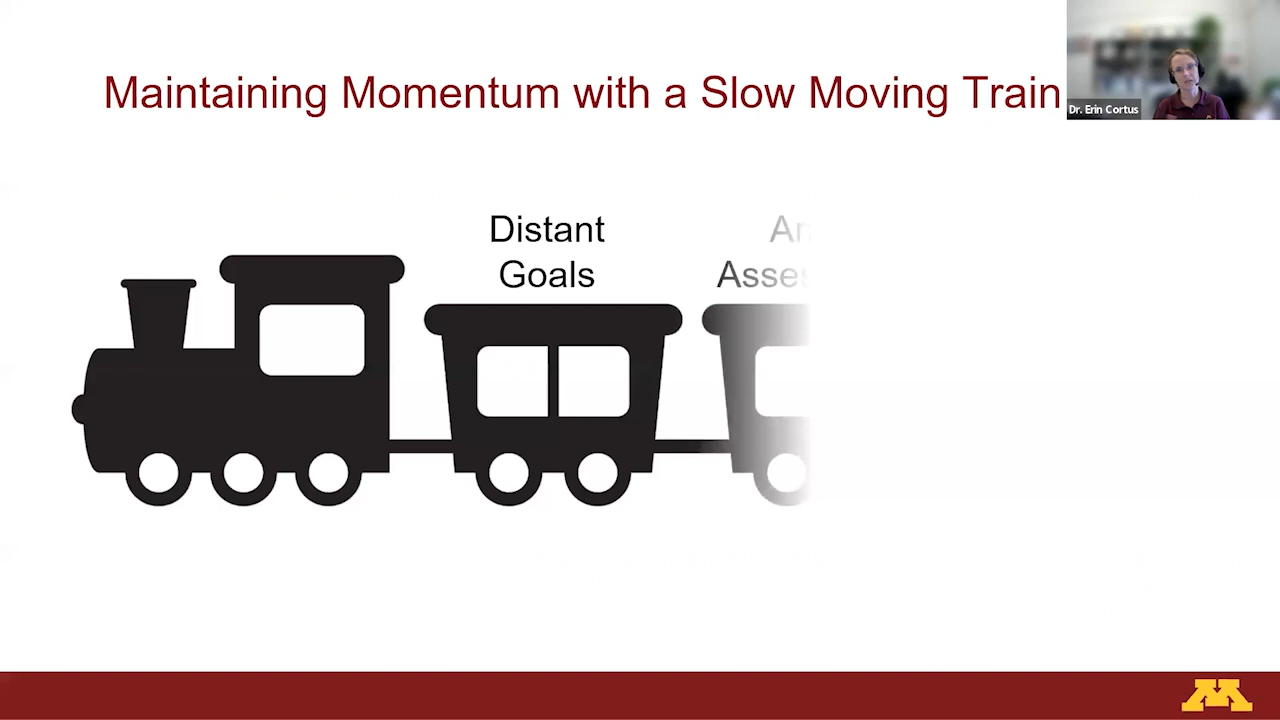 Maintaining Momentum with a Slow Moving Train
Dr. Erin Cortus
Distant
Goals